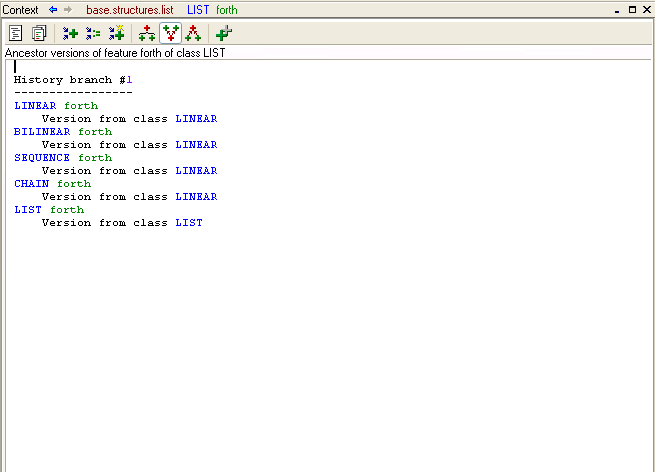 Context base.structures.list LIST forth
Ancestor versions of feature forth of class LIST
History branch #1
-----------------
LINEAR forth
Version from class LINEAR
BILINEAR forth
Version from class LINEAR
SEQUENCE forth
Version from class LINEAR
CHAIN forth
Version from class LINEAR
LIST forth
Version from class LIST